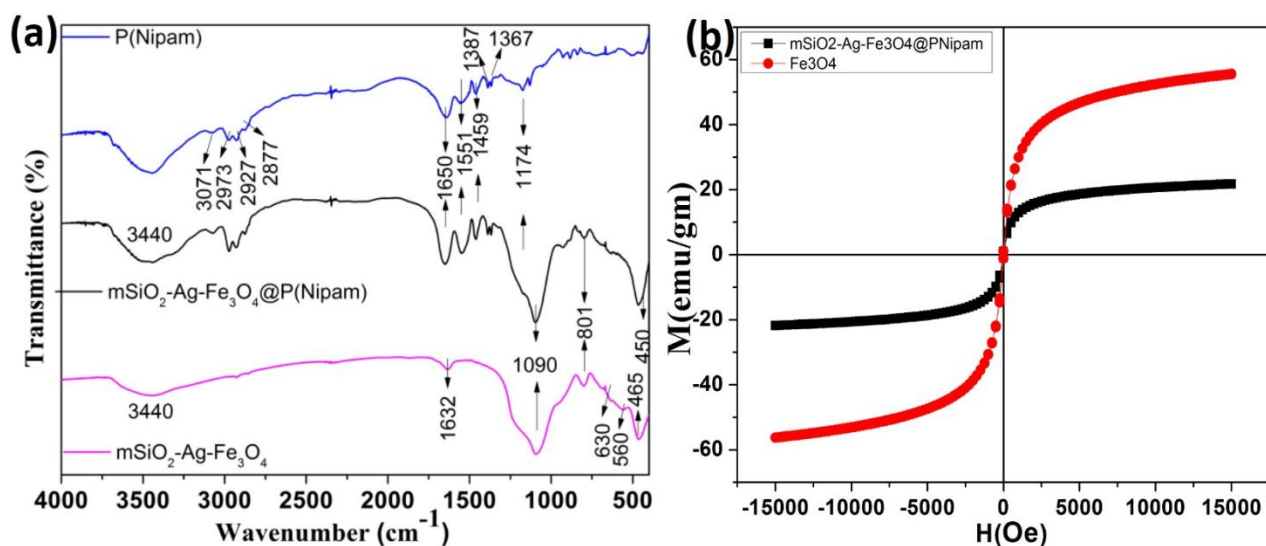 (a)
P(Nipam)
1387
1367
3071
2973
2927
2877
1650
1551
1459
1174
3440
mSiO₂-Ag-Fe₃O₄@P(Nipam)
1090
801
450
3440
1632
630
560
465
mSiO₂-Ag-Fe₃O₄
Transmittance (%)
4000 3500 3000 2500 2000 1500 1000 500
Wavenumber (cm⁻¹)
(b)
mSiO2-Ag-Fe3O4@PNipam
Fe3O4
60
40
20
0
-20
-40
-60
M(emu/gm)
-15000 -10000 -5000 0 5000 10000 15000
H(Oe)